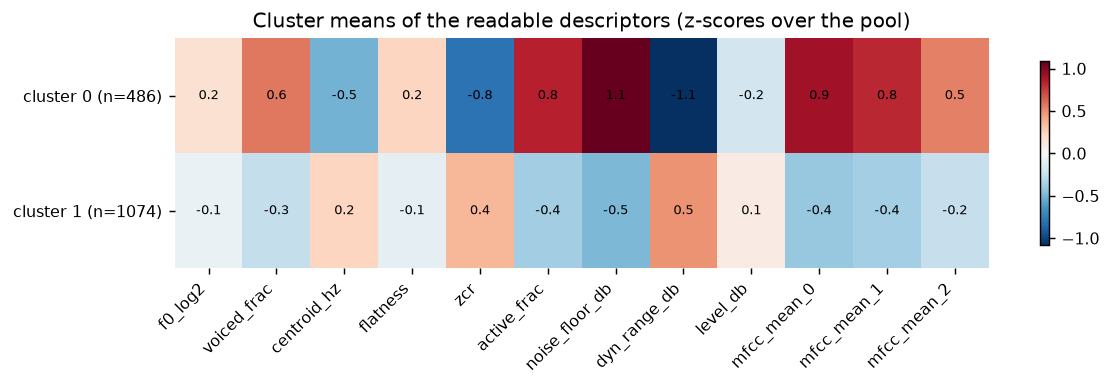 Cluster means of the readable descriptors (z-scores over the pool)
cluster 0 (n=486) 0.2 0.6 -0.5 0.2 -0.8 0.8 1.1 -1.1 -0.2 0.9 0.8 0.5
cluster 1 (n=1074) -0.1 -0.3 0.2 -0.1 0.4 -0.4 -0.5 0.5 0.1 -0.4 -0.4 -0.2
f0_log2 voiced_frac centroid_hz flatness zcr active_frac noise_floor_db dyn_range_db level_db mfcc_mean_0 mfcc_mean_1 mfcc_mean_2
1.0
0.5
0.0
−0.5
−1.0